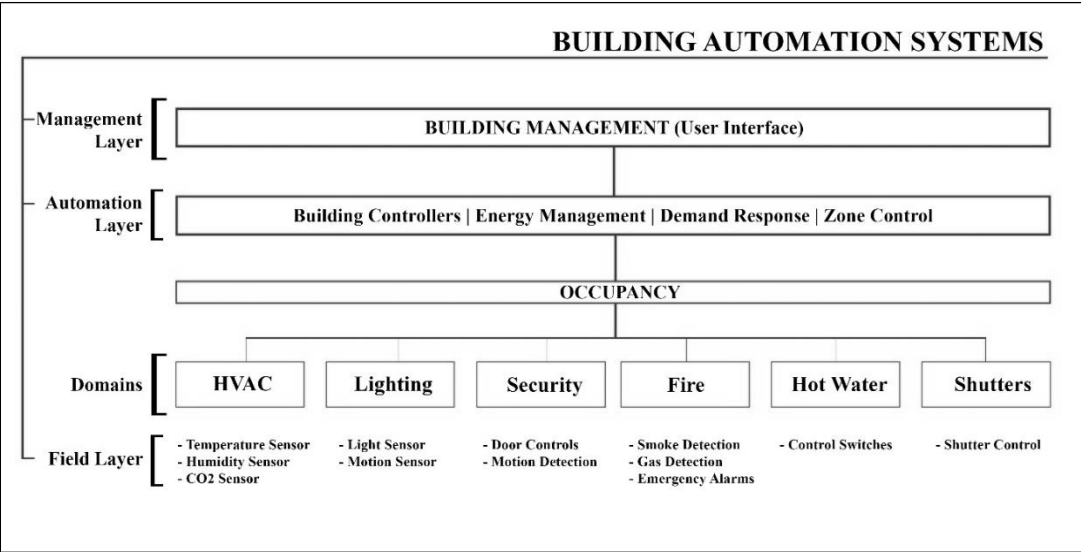 BUILDING AUTOMATION SYSTEMS
Management
Layer
BUILDING MANAGEMENT (User Interface)
Automation
Layer
Building Controllers | Energy Management | Demand Response | Zone Control
OCCUPANCY
Domains
HVAC
Lighting
Security
Fire
Hot Water
Shutters
Field Layer
- Temperature Sensor
- Humidity Sensor
- CO2 Sensor
- Light Sensor
- Motion Sensor
- Door Controls
- Motion Detection
- Smoke Detection
- Gas Detection
- Emergency Alarms
- Control Switches
- Shutter Control